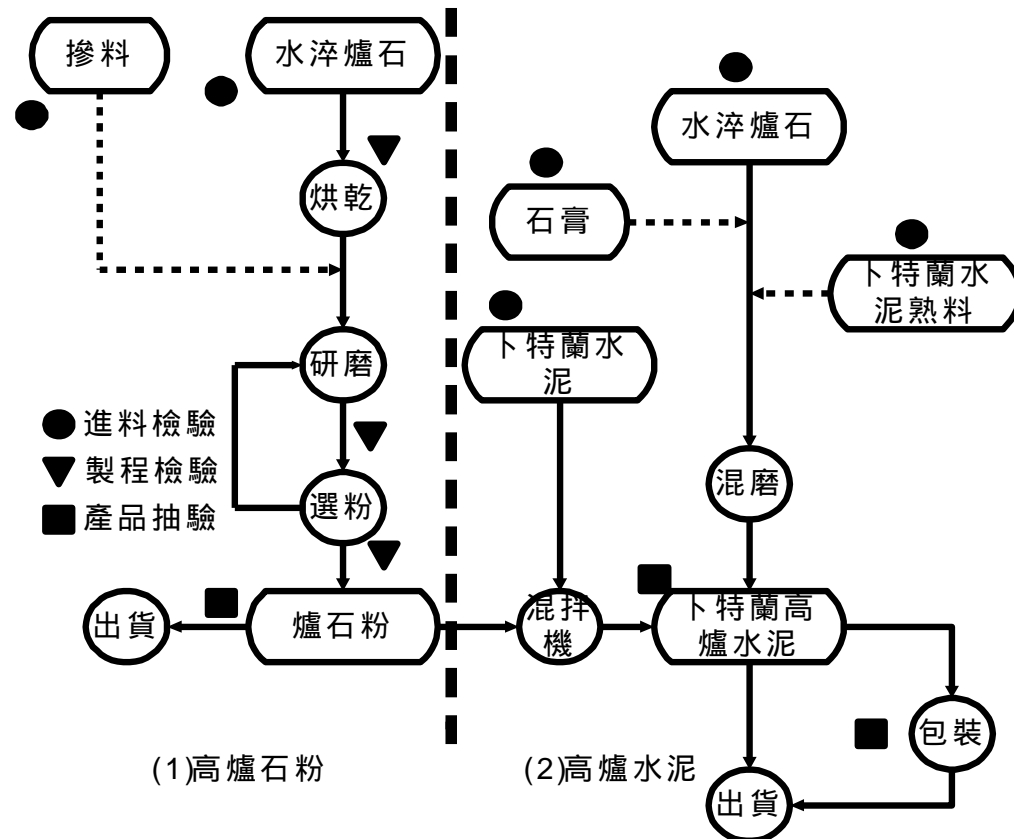 摻料
水淬爐石
烘乾
研磨
選粉
●進料檢驗
▼製程檢驗
■產品抽驗
出貨
爐石粉
(1)高爐石粉
水淬爐石
石膏
卜特蘭水
泥熟料
卜特蘭水
泥
混磨
混拌
機
卜特蘭高
爐水泥
包裝
出貨
(2)高爐水泥